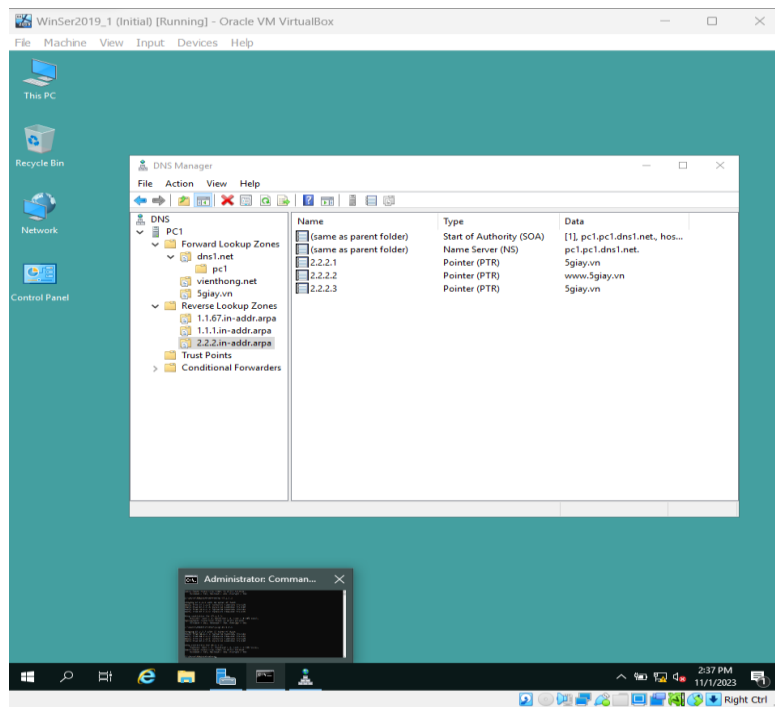 WinSer2019_1 (Initial) [Running] - Oracle VM VirtualBox
File Machine View Input Devices Help
This PC
Recycle Bin
Network
Control Panel
DNS Manager
File Action View Help
DNS
PC1
Forward Lookup Zones
dns1.net
pc1
vienthong.net
5giay.vn
Reverse Lookup Zones
1.1.67.in-addr.arpa
1.1.1.in-addr.arpa
2.2.2.in-addr.arpa
Trust Points
Conditional Forwarders
Name Type Data
(same as parent folder) Start of Authority (SOA) [1], pc1.pc1.dns1.net., hos...
(same as parent folder) Name Server (NS) pc1.pc1.dns1.net.
2.2.2.1 Pointer (PTR) 5giay.vn
2.2.2.2 Pointer (PTR) www.5giay.vn
2.2.2.3 Pointer (PTR) 5giay.vn
Administrator: Comman...
2:37 PM
11/1/2023
1
Right Ctrl